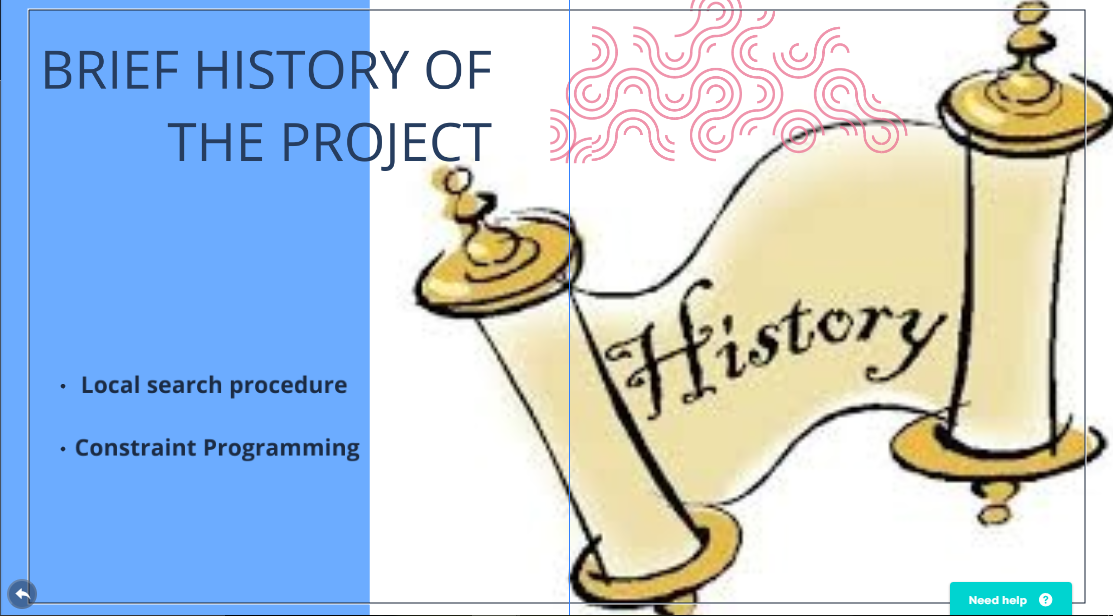 BRIEF HISTORY OF
THE PROJECT
History
• Local search procedure
• Constraint Programming
Need help ?